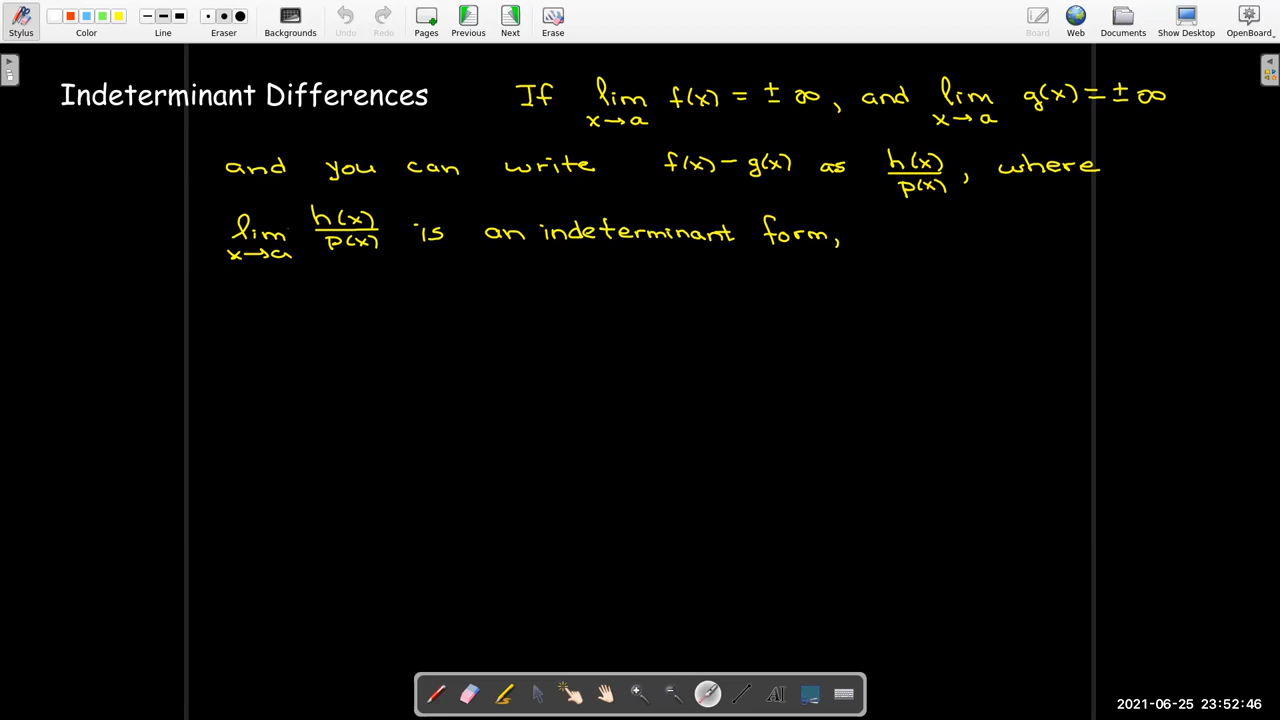 Stylus Color Line Eraser Backgrounds Undo Redo Pages Previous Next Erase Board Web Documents Show Desktop OpenBoard
Indeterminant Differences If lim x→a f(x) = ± ∞, and lim x→a g(x) = ± ∞
and you can write f(x) - g(x) as h(x)/p(x), where
lim x→a h(x)/p(x) is an indeterminant form,
2021-06-25 23:52:46